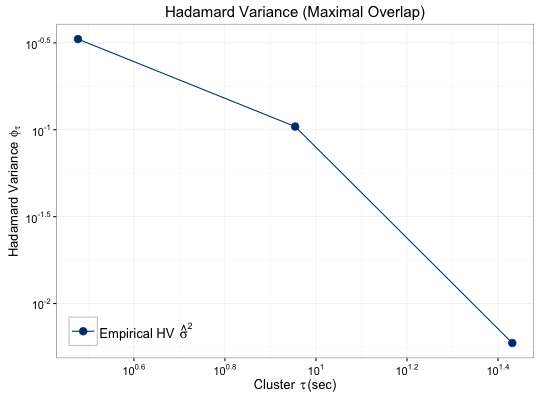 Hadamard Variance (Maximal Overlap)
Hadamard Variance ϕτ
10^-0.5
10^-1
10^-1.5
10^-2
Empirical HV σ̂²
10^0.6
10^0.8
10^1
10^1.2
10^1.4
Cluster τ(sec)